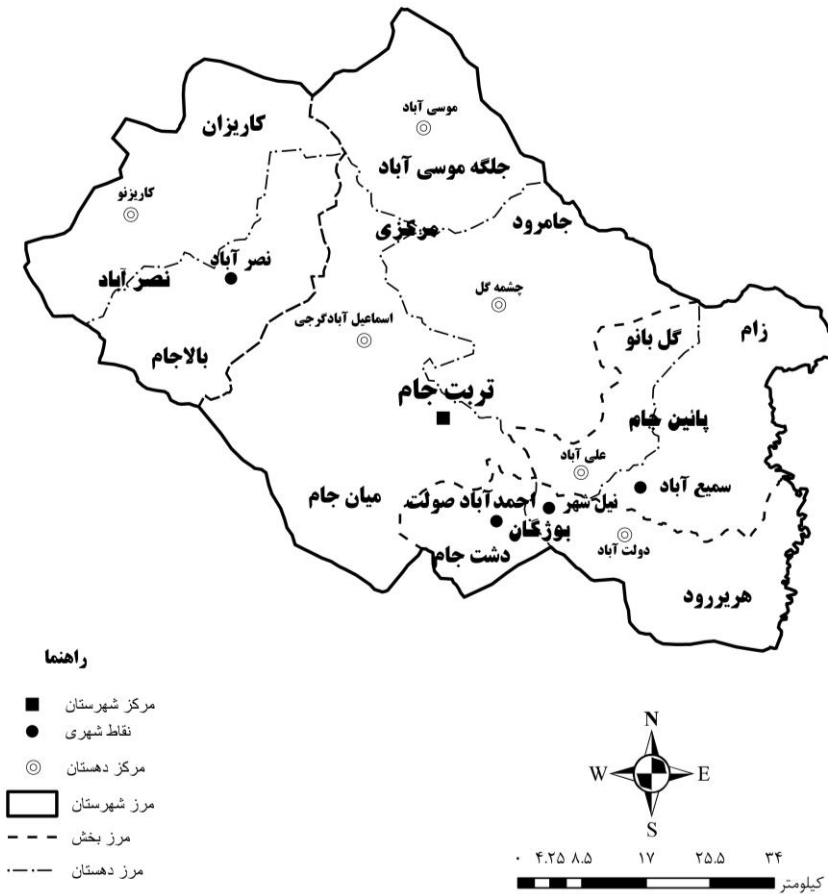 موسی آباد
کاریزان
جلگه موسی آباد
کاریزنو
جامرود
مرکزی
نصر آباد
نصر آباد
چشمه گل
اسماعیل آبادگرجی
زام
گل بانو
بالاجام
تربت جام
پائین جام
علی آباد
سمیع آباد
میان جام
احمدآباد صولت
نیل شهر
بوژگان
دولت آباد
دشت جام
هریررود
راهنما
مرکز شهرستان
نقاط شهری
مرکز دهستان
مرز شهرستان
مرز بخش
مرز دهستان
N
W E
S
۰ ۴.۲۵ ۸.۵ ۱۷ ۲۵.۵ ۳۴
کیلومتر